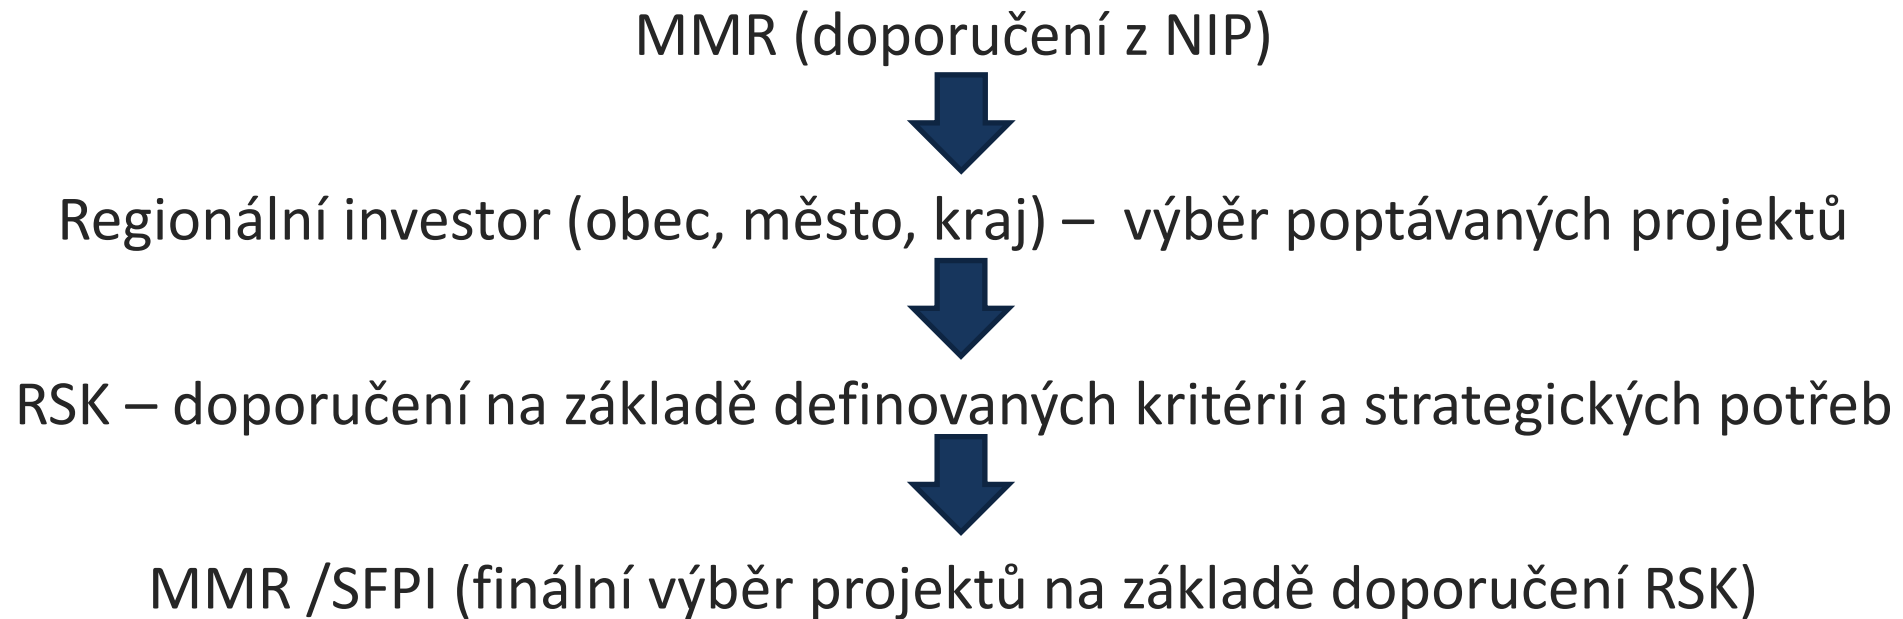 MMR (doporučení z NIP)
Regionální investor (obec, město, kraj) – výběr poptávaných projektů
RSK – doporučení na základě definovaných kritérií a strategických potřeb
MMR /SFPI (finální výběr projektů na základě doporučení RSK)